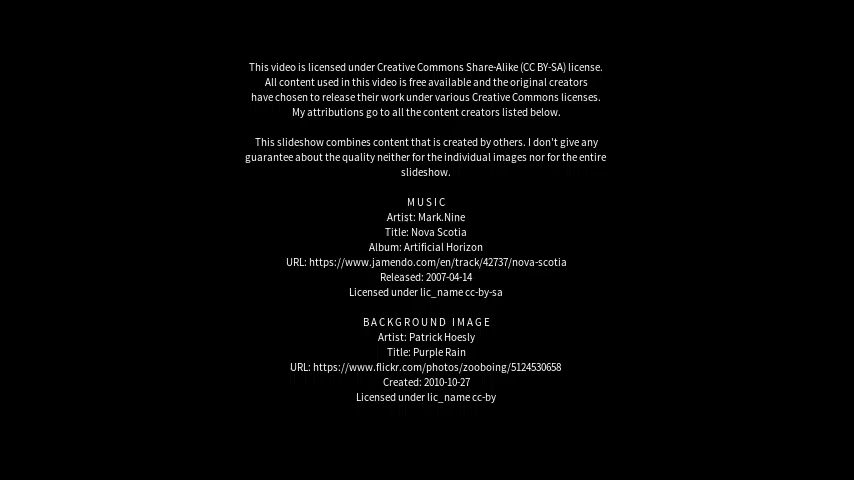 This video is licensed under Creative Commons Share-Alike (CC BY-SA) license.
All content used in this video is free available and the original creators
have chosen to release their work under various Creative Commons licenses.
My attributions go to all the content creators listed below.
This slideshow combines content that is created by others. I don't give any
guarantee about the quality neither for the individual images nor for the entire
slideshow.
MUSIC
Artist: Mark.Nine
Title: Nova Scotia
Album: Artificial Horizon
URL: https://www.jamendo.com/en/track/42737/nova-scotia
Released: 2007-04-14
Licensed under lic_name cc-by-sa
BACKGROUND IMAGE
Artist: Patrick Hoesly
Title: Purple Rain
URL: https://www.flickr.com/photos/zooboing/5124530658
Created: 2010-10-27
Licensed under lic_name cc-by